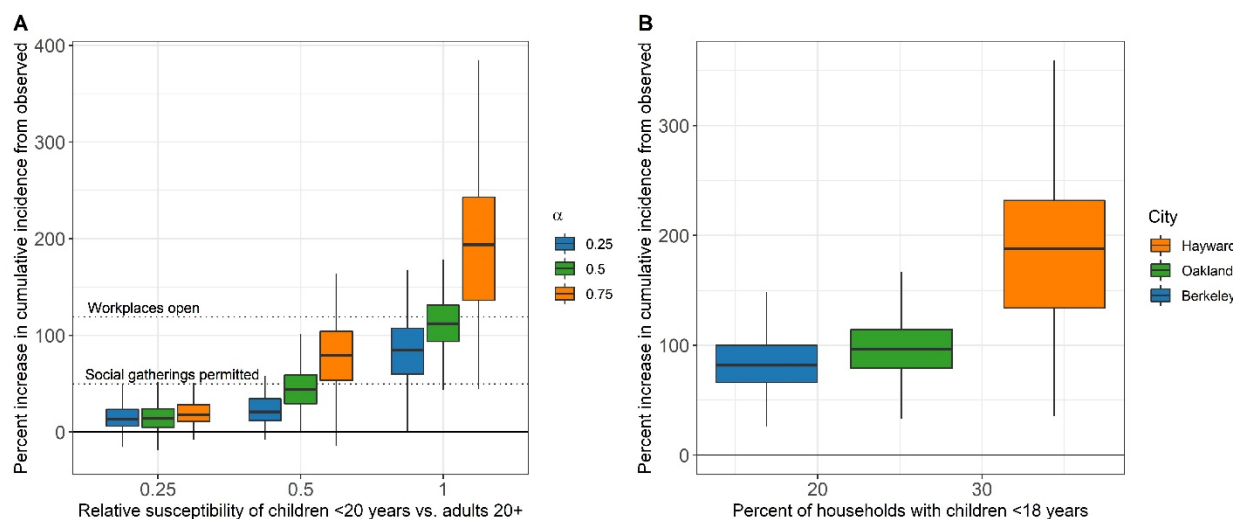 A
Percent increase in cumulative incidence from observed
400
300
200
100
0
Workplaces open
Social gatherings permitted
0.25
0.5
1
Relative susceptibility of children <20 years vs. adults 20+
α
0.25
0.5
0.75
B
Percent increase in cumulative incidence from observed
300
200
100
0
20
30
Percent of households with children <18 years
City
Hayward
Oakland
Berkeley